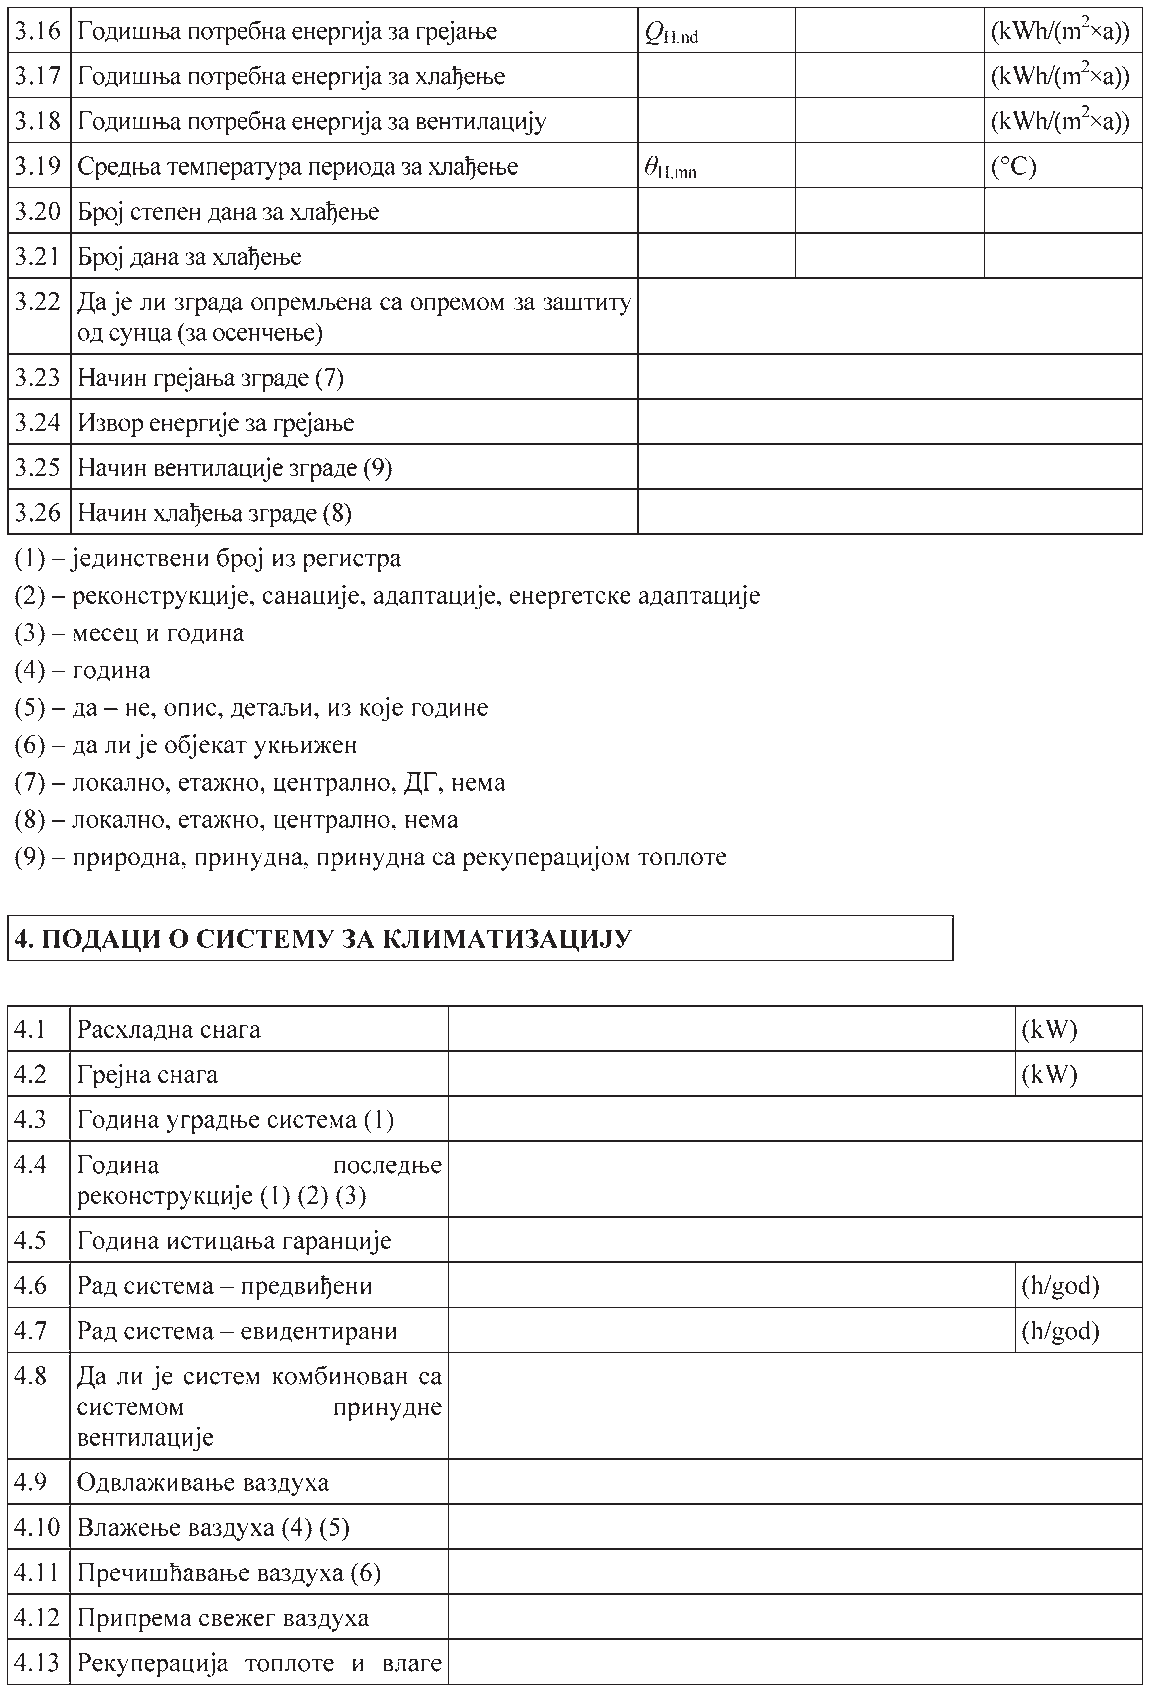 3.16 Годишња потребна енергија за грејање Q_H,nd (kWh/(m²×a))
3.17 Годишња потребна енергија за хлађење (kWh/(m²×a))
3.18 Годишња потребна енергија за вентилацију (kWh/(m²×a))
3.19 Средња температура периода за хлађење θ_H,mn (°C)
3.20 Број степен дана за хлађење
3.21 Број дана за хлађење
3.22 Да је ли зграда опремљена са опремом за заштиту
од сунца (за осенчење)
3.23 Начин грејања зграде (7)
3.24 Извор енергије за грејање
3.25 Начин вентилације зграде (9)
3.26 Начин хлађења зграде (8)
(1) – јединствени број из регистра
(2) – реконструкције, санације, адаптације, енергетске адаптације
(3) – месец и година
(4) – година
(5) – да – не, опис, детаљи, из које године
(6) – да ли је објекат укњижен
(7) – локално, етажно, централно, ДГ, нема
(8) – локално, етажно, централно, нема
(9) – природна, принудна, принудна са рекуперацијом топлоте
4. ПОДАЦИ О СИСТЕМУ ЗА КЛИМАТИЗАЦИЈУ
4.1 Расхладна снага (kW)
4.2 Грејна снага (kW)
4.3 Година уградње система (1)
4.4 Година последње
реконструкције (1) (2) (3)
4.5 Година истицања гаранције
4.6 Рад система – предвиђени (h/god)
4.7 Рад система – евидентирани (h/god)
4.8 Да ли је систем комбинован са
системом принудне
вентилације
4.9 Одвлаживање ваздуха
4.10 Влажење ваздуха (4) (5)
4.11 Пречишћавање ваздуха (6)
4.12 Припрема свежег ваздуха
4.13 Рекуперација топлоте и влаге